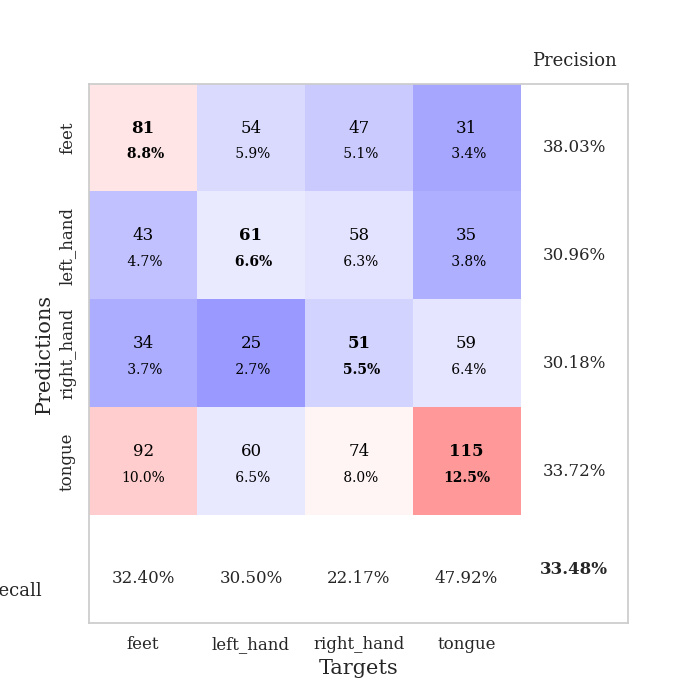 Precision
feet 81 54 47 31 38.03%
8.8% 5.9% 5.1% 3.4%
left_hand 43 61 58 35 30.96%
4.7% 6.6% 6.3% 3.8%
Predictions
right_hand 34 25 51 59 30.18%
3.7% 2.7% 5.5% 6.4%
tongue 92 60 74 115 33.72%
10.0% 6.5% 8.0% 12.5%
ecall 32.40% 30.50% 22.17% 47.92% 33.48%
feet left_hand right_hand tongue
Targets